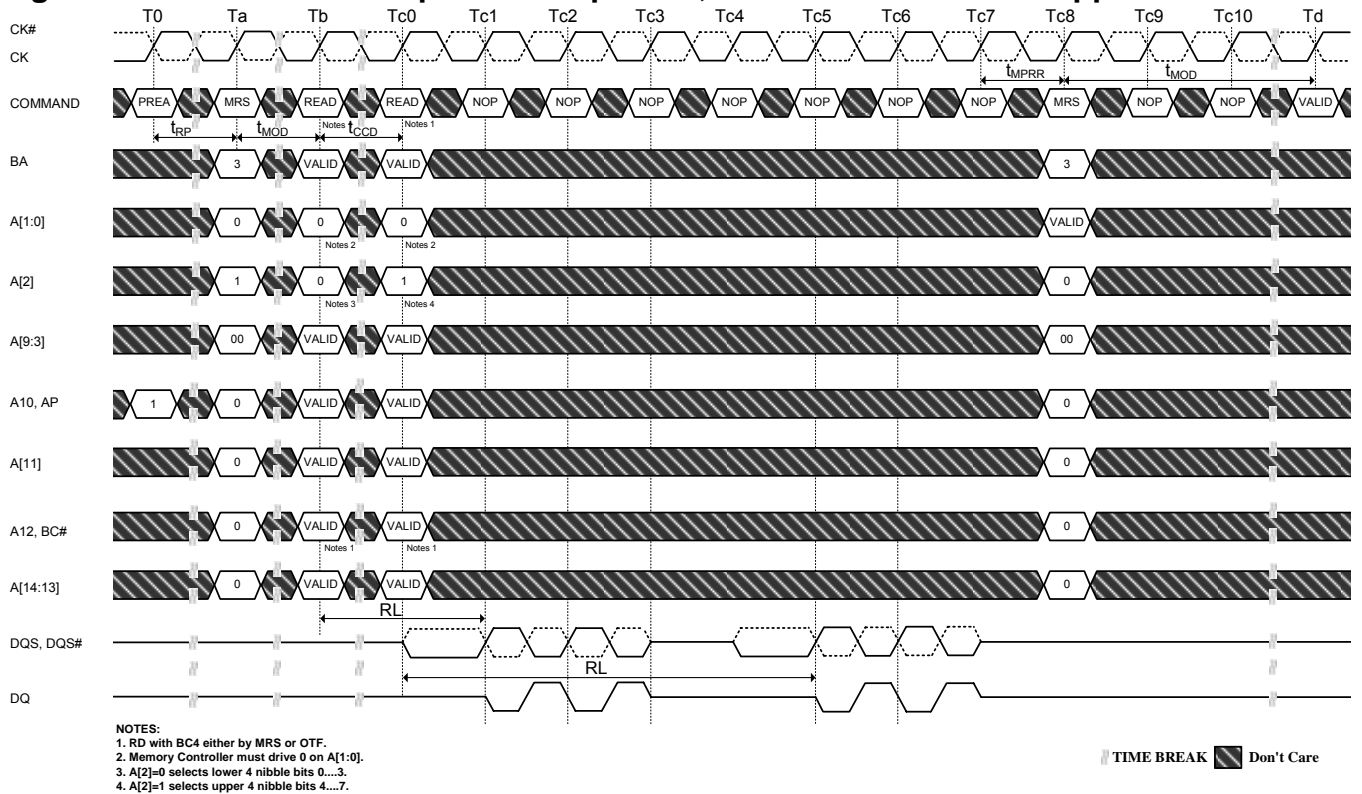 T0 Ta Tb Tc0 Tc1 Tc2 Tc3 Tc4 Tc5 Tc6 Tc7 Tc8 Tc9 Tc10 Td
CK#
CK
tMPRR tMOD
COMMAND PREA MRS READ READ NOP NOP NOP NOP NOP NOP NOP MRS NOP NOP VALID
Notes 1 Notes 1
tRP tMOD tCCD
BA 3 VALID VALID 3
A[1:0] 0 0 0 VALID
Notes 2 Notes 2
A[2] 1 0 1 0
Notes 3 Notes 4
A[9:3] 00 VALID VALID 00
A10, AP 1 0 VALID VALID 0
A[11] 0 VALID VALID 0
A12, BC# 0 VALID VALID 0
Notes 1 Notes 1
A[14:13] 0 VALID VALID 0
RL
DQS, DQS#
RL
DQ
NOTES:
1. RD with BC4 either by MRS or OTF.
2. Memory Controller must drive 0 on A[1:0].
3. A[2]=0 selects lower 4 nibble bits 0....3.
4. A[2]=1 selects upper 4 nibble bits 4....7.
TIME BREAK Don't Care